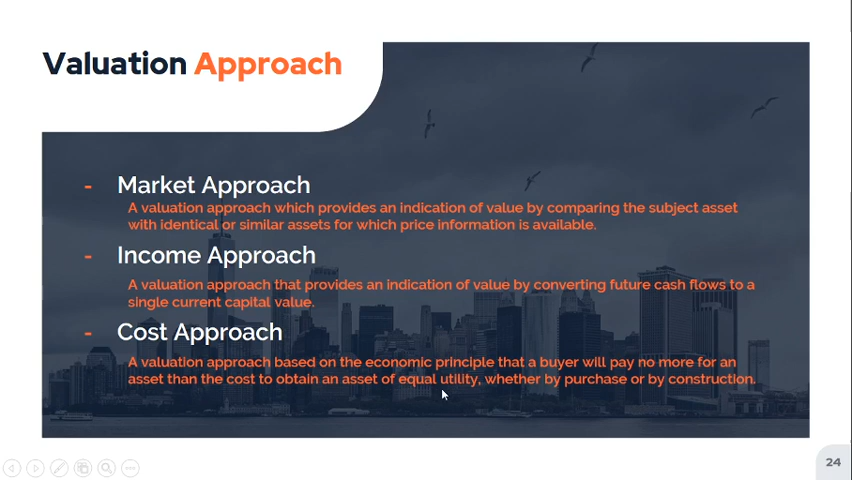 Valuation Approach
- Market Approach
A valuation approach which provides an indication of value by comparing the subject asset
with identical or similar assets for which price information is available.
- Income Approach
A valuation approach that provides an indication of value by converting future cash flows to a
single current capital value.
- Cost Approach
A valuation approach based on the economic principle that a buyer will pay no more for an
asset than the cost to obtain an asset of equal utility, whether by purchase or by construction.
24